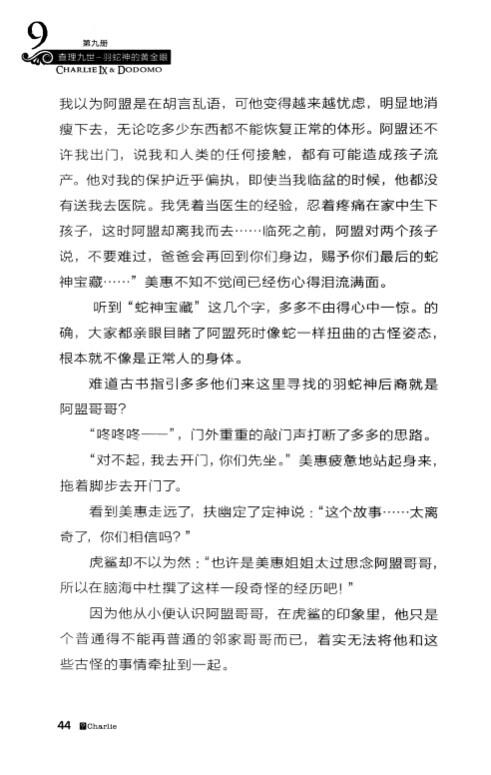 9
第九册
查理九世-羽蛇神的黄金眼
CHARLIE IX & DODOMO
我以为阿盟是在胡言乱语，可他变得越来越忧虑，明显地消
瘦下去，无论吃多少东西都不能恢复正常的体形。阿盟还不
许我出门，说我和人类的任何接触，都有可能造成孩子流
产。他对我的保护近乎偏执，即使当我临盆的时候，他都没
有送我去医院。我凭着当医生的经验，忍着疼痛在家中生下
孩子，这时阿盟却离我而去……临死之前，阿盟对两个孩子
说，不要难过，爸爸会再回到你们身边，赐予你们最后的蛇
神宝藏……”美惠不知不觉间已经伤心得泪流满面。
听到“蛇神宝藏”这几个字，多多不由得心中一惊。的
确，大家都亲眼目睹了阿盟死时像蛇一样扭曲的古怪姿态，
根本就不像是正常人的身体。
难道古书指引多多他们来这里寻找的羽蛇神后裔就是
阿盟哥哥？
“咚咚咚——”，门外重重的敲门声打断了多多的思路。
“对不起，我去开门，你们先坐。”美惠疲惫地站起身来，
拖着脚步去开门了。
看到美惠走远了，扶幽定了定神说：“这个故事……太离
奇了，你们相信吗？”
虎鲨却不以为然：“也许是美惠姐姐太过思念阿盟哥哥，
所以在脑海中杜撰了这样一段奇怪的经历吧！”
因为他从小便认识阿盟哥哥，在虎鲨的印象里，他只是
个普通得不能再普通的邻家哥哥而已，着实无法将他和这
些古怪的事情牵扯到一起。
44 Charlie